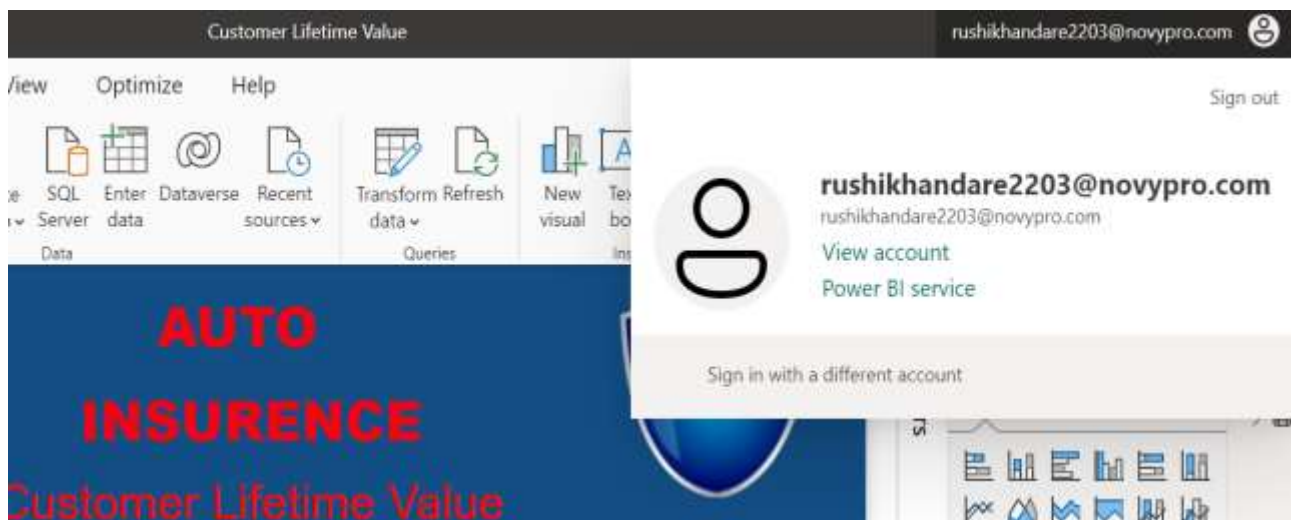 Customer Lifetime Value
rushikhandare2203@novypro.com
View Optimize Help
Sign out
SQL Enter Dataverse Recent Transform Refresh New
Server data sources data visual
Data Queries
rushikhandare2203@novypro.com
rushikhandare2203@novypro.com
View account
Power BI service
Sign in with a different account
AUTO
INSURENCE
Customer Lifetime Value